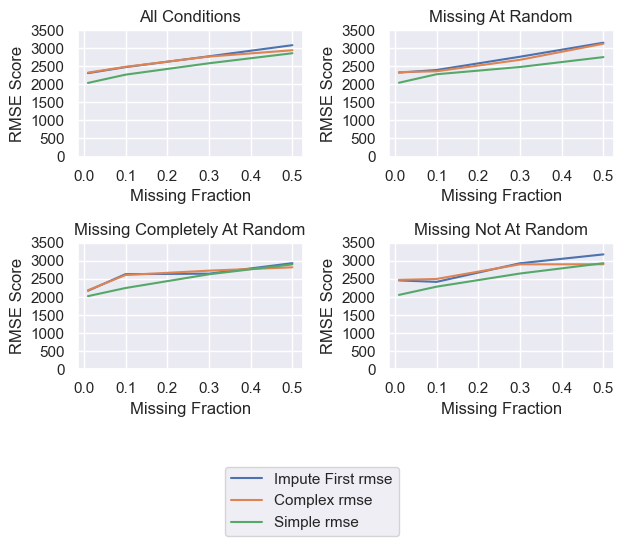 All Conditions
RMSE Score
3500
3000
2500
2000
1500
1000
500
0
0.0 0.1 0.2 0.3 0.4 0.5
Missing Fraction
Missing At Random
RMSE Score
3500
3000
2500
2000
1500
1000
500
0
0.0 0.1 0.2 0.3 0.4 0.5
Missing Fraction
Missing Completely At Random
RMSE Score
3500
3000
2500
2000
1500
1000
500
0
0.0 0.1 0.2 0.3 0.4 0.5
Missing Fraction
Missing Not At Random
RMSE Score
3500
3000
2500
2000
1500
1000
500
0
0.0 0.1 0.2 0.3 0.4 0.5
Missing Fraction
Impute First rmse
Complex rmse
Simple rmse